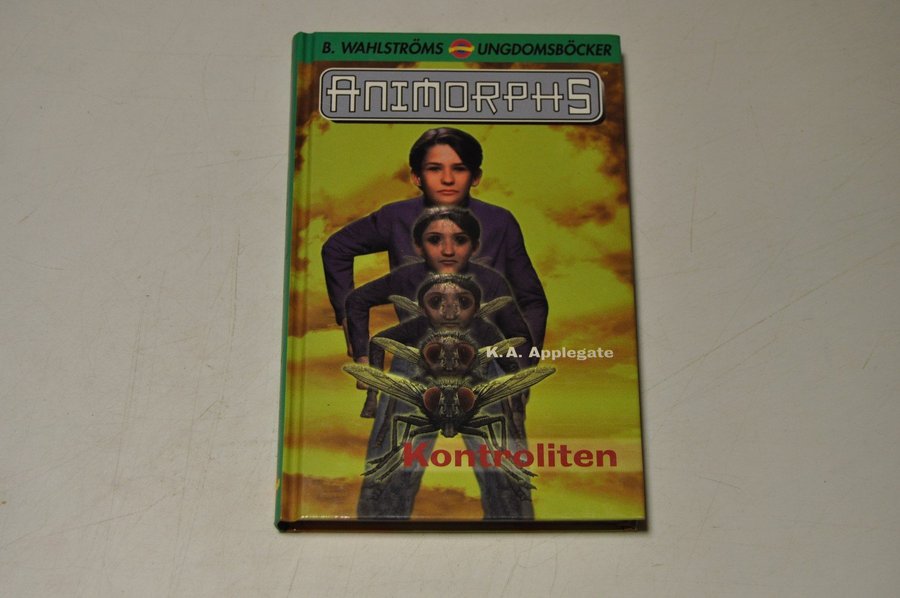 B. WAHLSTRÖMS UNGDOMSBÖCKER
ANIMORPHS
K. A. Applegate
Kontroliten